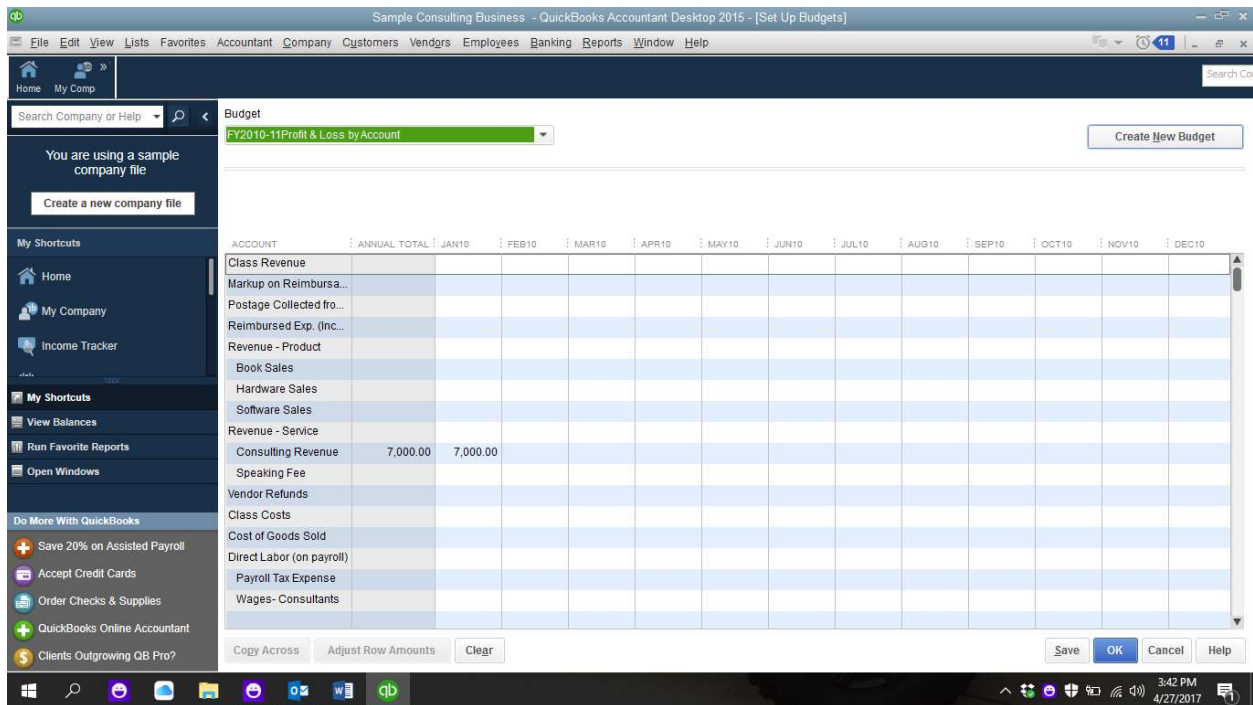 qb Sample Consulting Business - QuickBooks Accountant Desktop 2015 - [Set Up Budgets]
File Edit View Lists Favorites Accountant Company Customers Vendors Employees Banking Reports Window Help 11
Home My Comp » Search Co
Search Company or Help
You are using a sample
company file
Create a new company file
My Shortcuts
Home
My Company
Income Tracker
My Shortcuts
View Balances
Run Favorite Reports
Open Windows
Do More With QuickBooks
Save 20% on Assisted Payroll
Accept Credit Cards
Order Checks & Supplies
QuickBooks Online Accountant
Clients Outgrowing QB Pro?
Budget
FY2010-11Profit & Loss by Account
Create New Budget
ACCOUNT ANNUAL TOTAL JAN10 FEB10 MAR10 APR10 MAY10 JUN10 JUL10 AUG10 SEP10 OCT10 NOV10 DEC10
Class Revenue
Markup on Reimbursa...
Postage Collected fro...
Reimbursed Exp. (Inc...
Revenue - Product
Book Sales
Hardware Sales
Software Sales
Revenue - Service
Consulting Revenue 7,000.00 7,000.00
Speaking Fee
Vendor Refunds
Class Costs
Cost of Goods Sold
Direct Labor (on payroll)
Payroll Tax Expense
Wages- Consultants
Copy Across Adjust Row Amounts Clear Save OK Cancel Help
qb 3:42 PM
4/27/2017